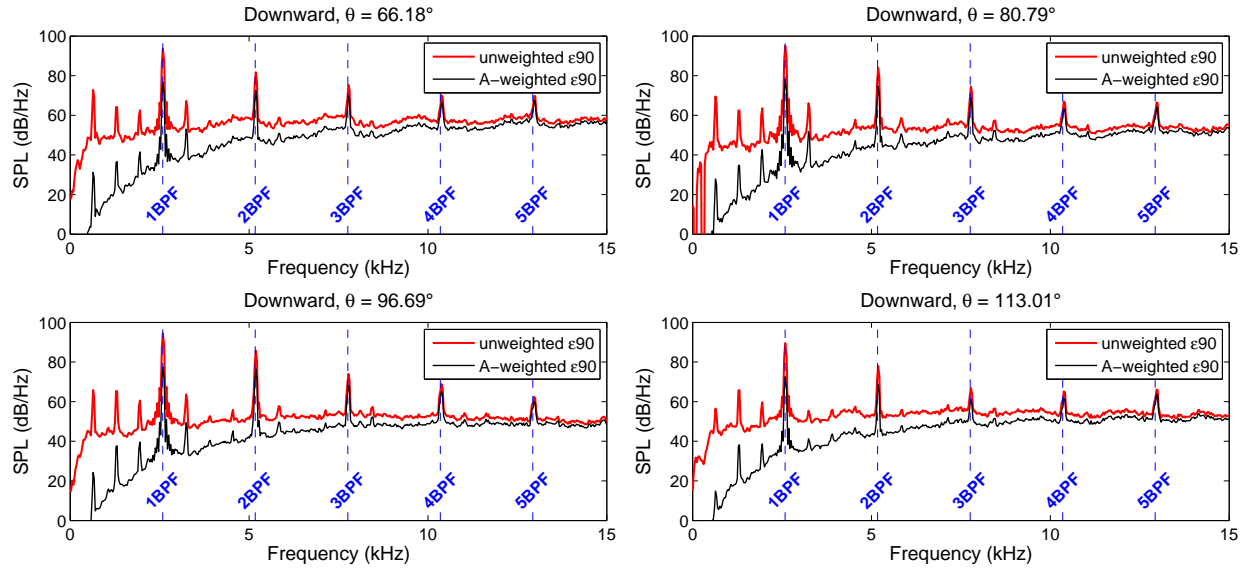 Downward, θ = 66.18°
SPL (dB/Hz)
100
80
60
40
20
0
unweighted ε90
A−weighted ε90
1BPF
2BPF
3BPF
4BPF
5BPF
0 5 10 15
Frequency (kHz)
Downward, θ = 80.79°
SPL (dB/Hz)
100
80
60
40
20
0
unweighted ε90
A−weighted ε90
1BPF
2BPF
3BPF
4BPF
5BPF
0 5 10 15
Frequency (kHz)
Downward, θ = 96.69°
SPL (dB/Hz)
100
80
60
40
20
0
unweighted ε90
A−weighted ε90
1BPF
2BPF
3BPF
4BPF
5BPF
0 5 10 15
Frequency (kHz)
Downward, θ = 113.01°
SPL (dB/Hz)
100
80
60
40
20
0
unweighted ε90
A−weighted ε90
1BPF
2BPF
3BPF
4BPF
5BPF
0 5 10 15
Frequency (kHz)